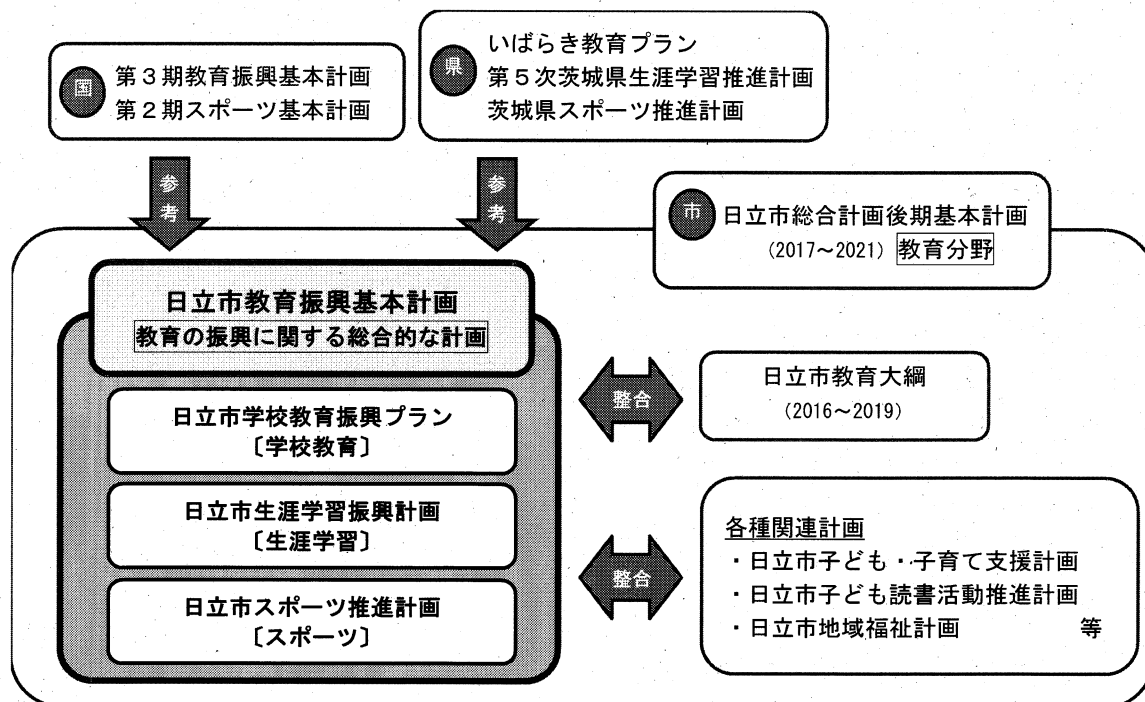 国
第3期教育振興基本計画
第2期スポーツ基本計画
県
いばらき教育プラン
第5次茨城県生涯学習推進計画
茨城県スポーツ推進計画
参考
参考
市
日立市総合計画後期基本計画
(2017～2021) 教育分野
日立市教育振興基本計画
教育の振興に関する総合的な計画
日立市学校教育振興プラン
〔学校教育〕
日立市生涯学習振興計画
〔生涯学習〕
日立市スポーツ推進計画
〔スポーツ〕
整合
日立市教育大綱
(2016～2019)
整合
各種関連計画
・日立市子ども・子育て支援計画
・日立市子ども読書活動推進計画
・日立市地域福祉計画 等